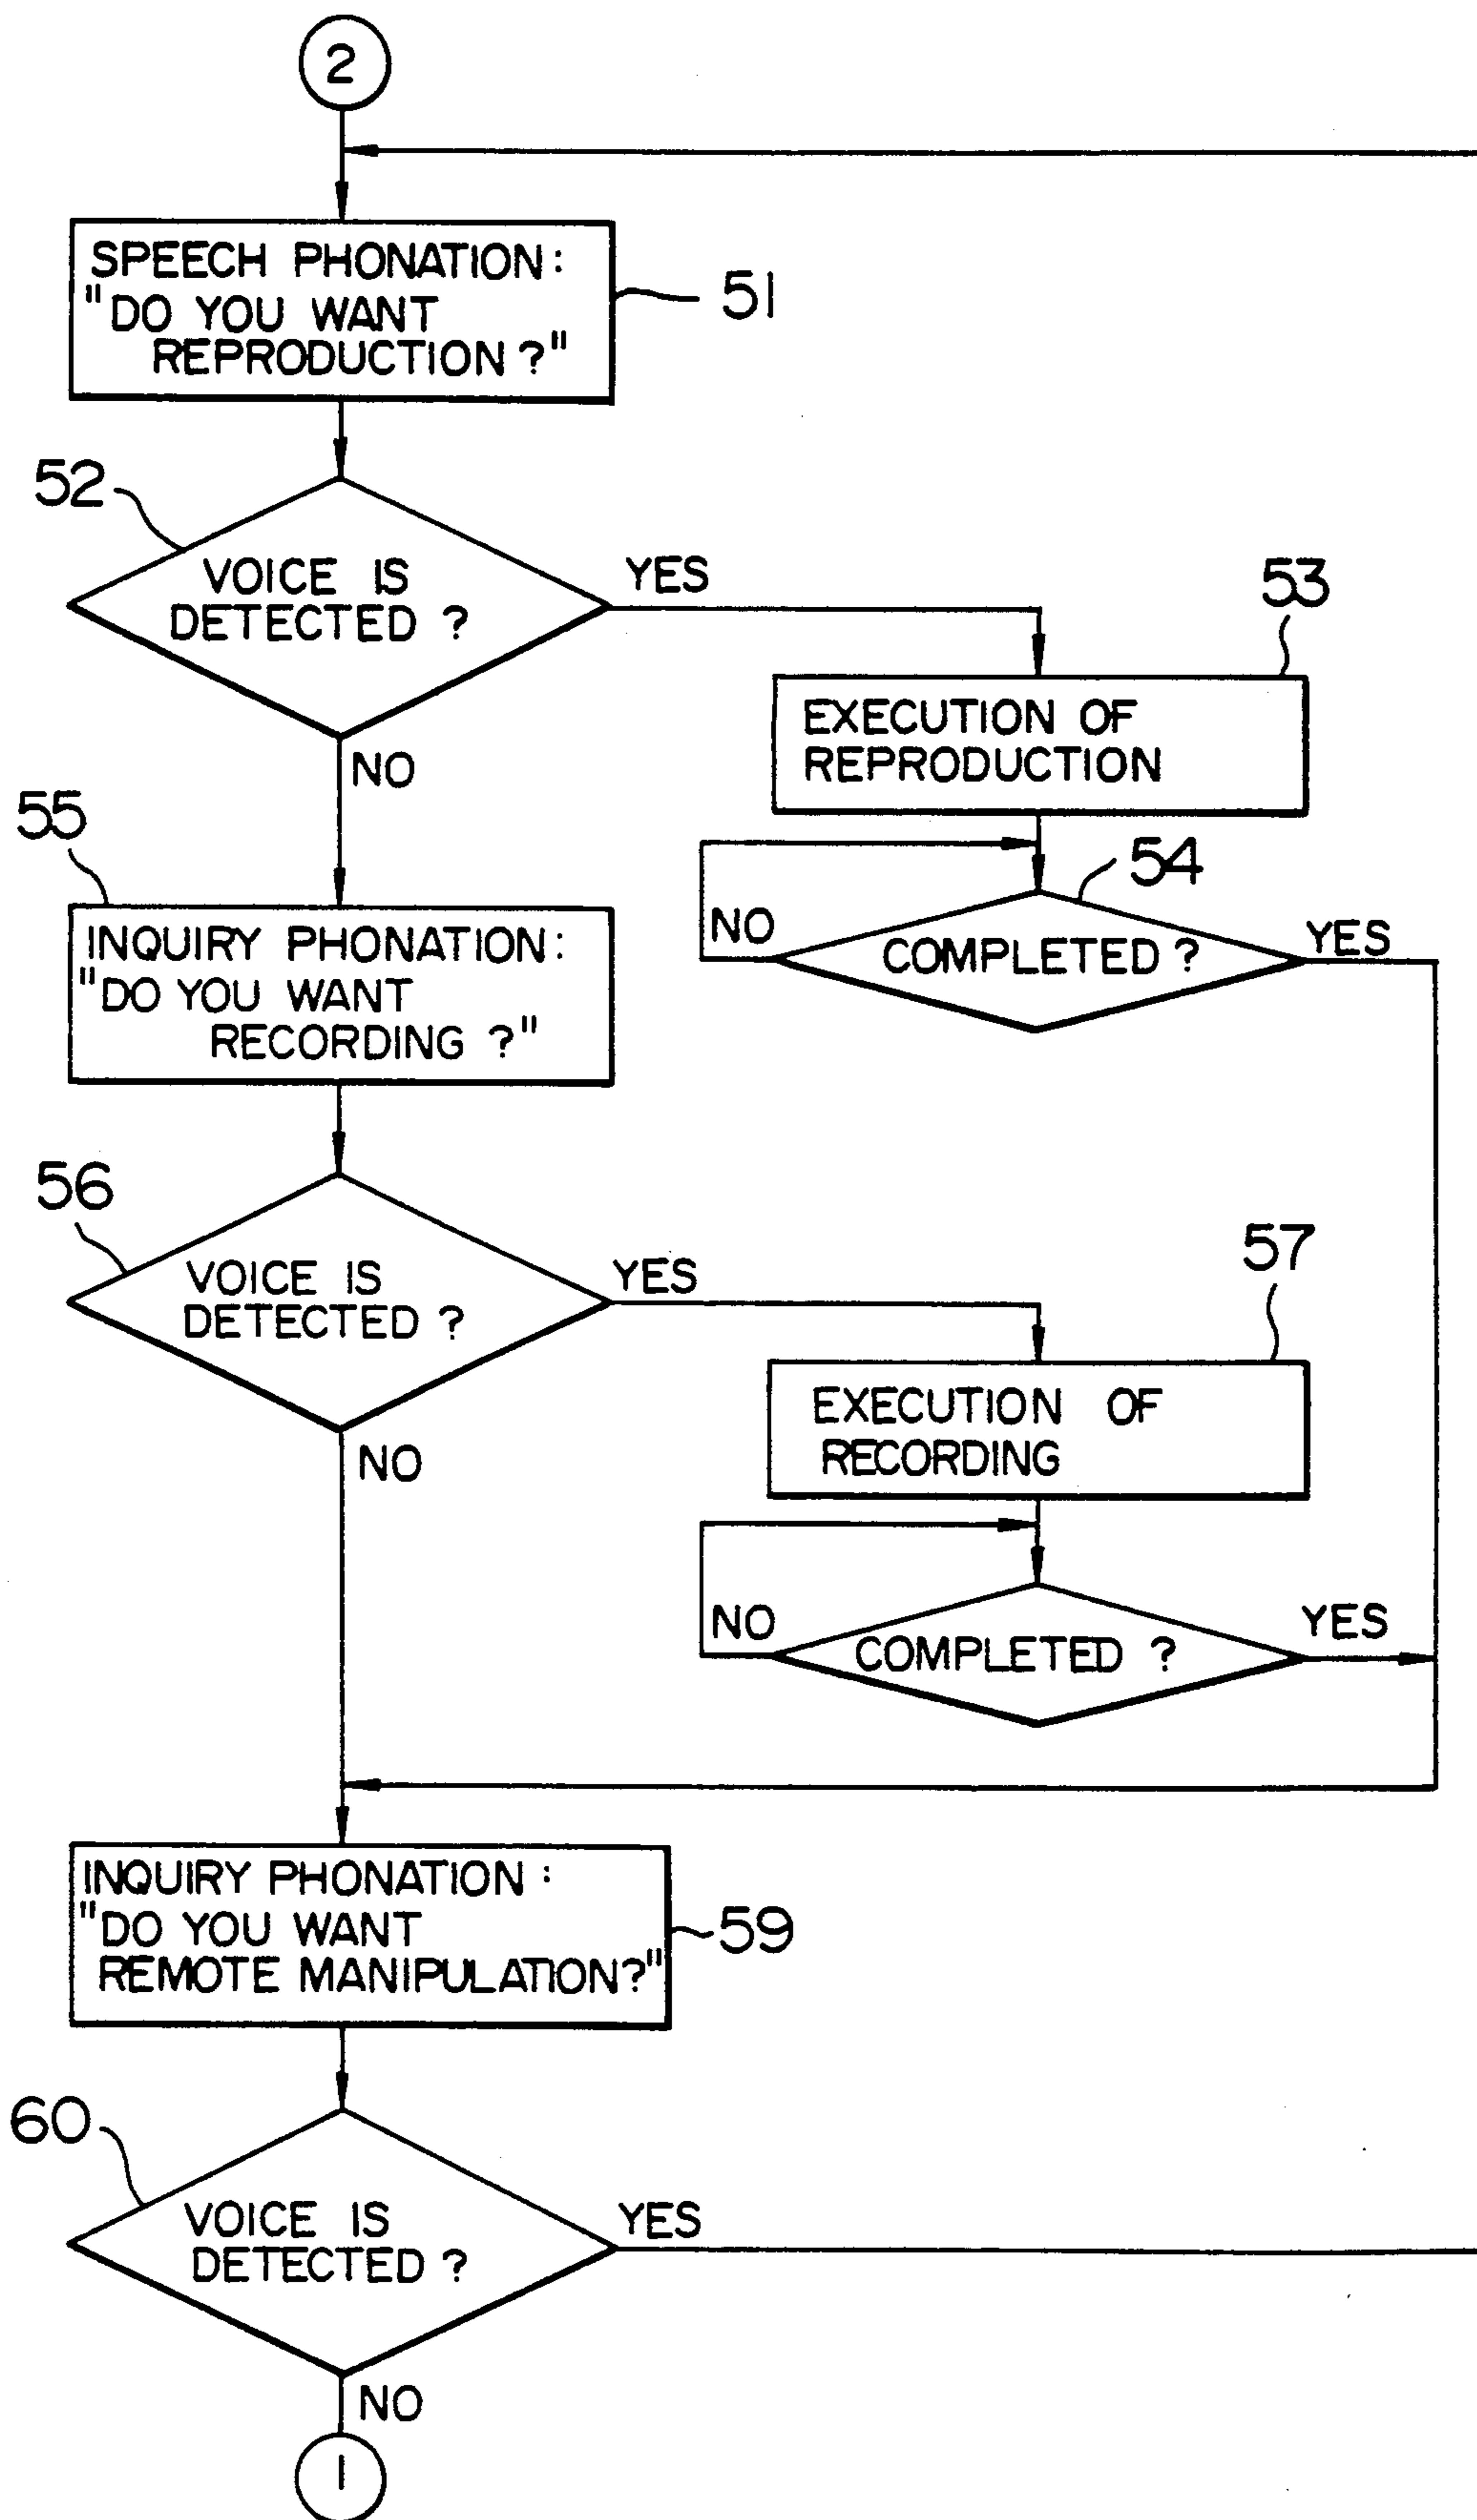 2
SPEECH PHONATION:
"DO YOU WANT
REPRODUCTION?"
51
52
VOICE IS
DETECTED ?
YES
NO
53
EXECUTION OF
REPRODUCTION
54
COMPLETED ?
NO
YES
55
INQUIRY PHONATION:
"DO YOU WANT
RECORDING ?"
56
VOICE IS
DETECTED ?
YES
NO
57
EXECUTION OF
RECORDING
COMPLETED ?
NO
YES
INQUIRY PHONATION :
"DO YOU WANT
REMOTE MANIPULATION?"
59
60
VOICE IS
DETECTED ?
YES
NO
1